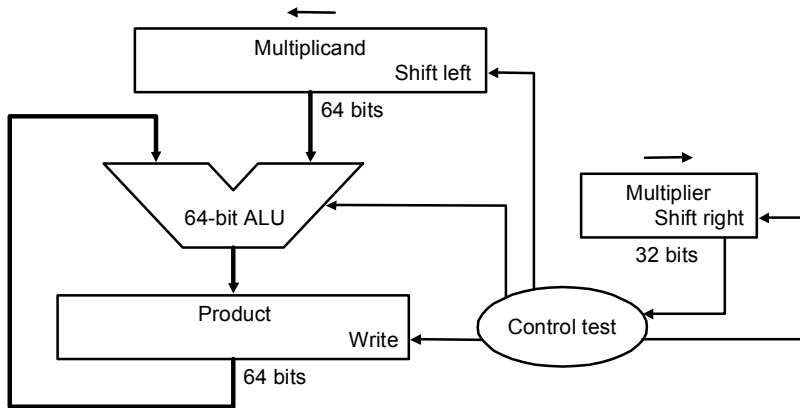 Multiplicand
Shift left
64 bits
64-bit ALU
Multiplier
Shift right
32 bits
Product
Write
Control test
64 bits